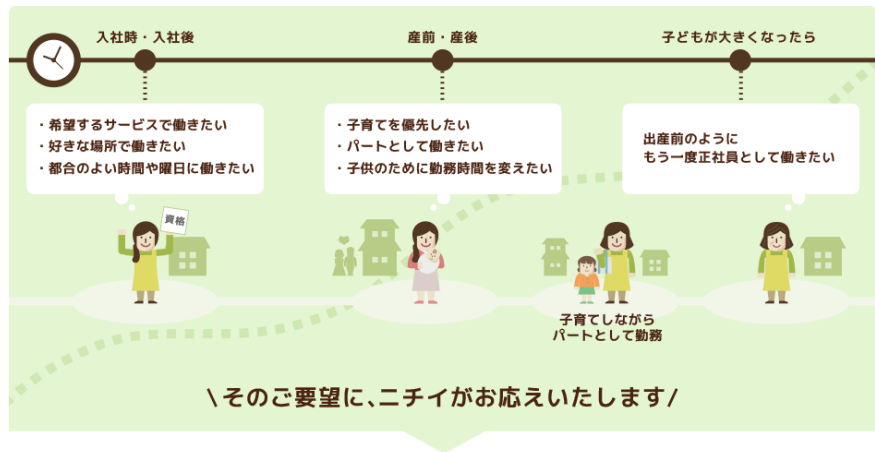 入社時・入社後
産前・産後
子どもが大きくなったら
・希望するサービスで働きたい
・好きな場所で働きたい
・都合のよい時間や曜日に働きたい
・子育てを優先したい
・パートとして働きたい
・子供のために勤務時間を変えたい
出産前のように
もう一度正社員として働きたい
資格
子育てしながら
パートとして勤務
\そのご要望に、ニチイがお応えいたします/